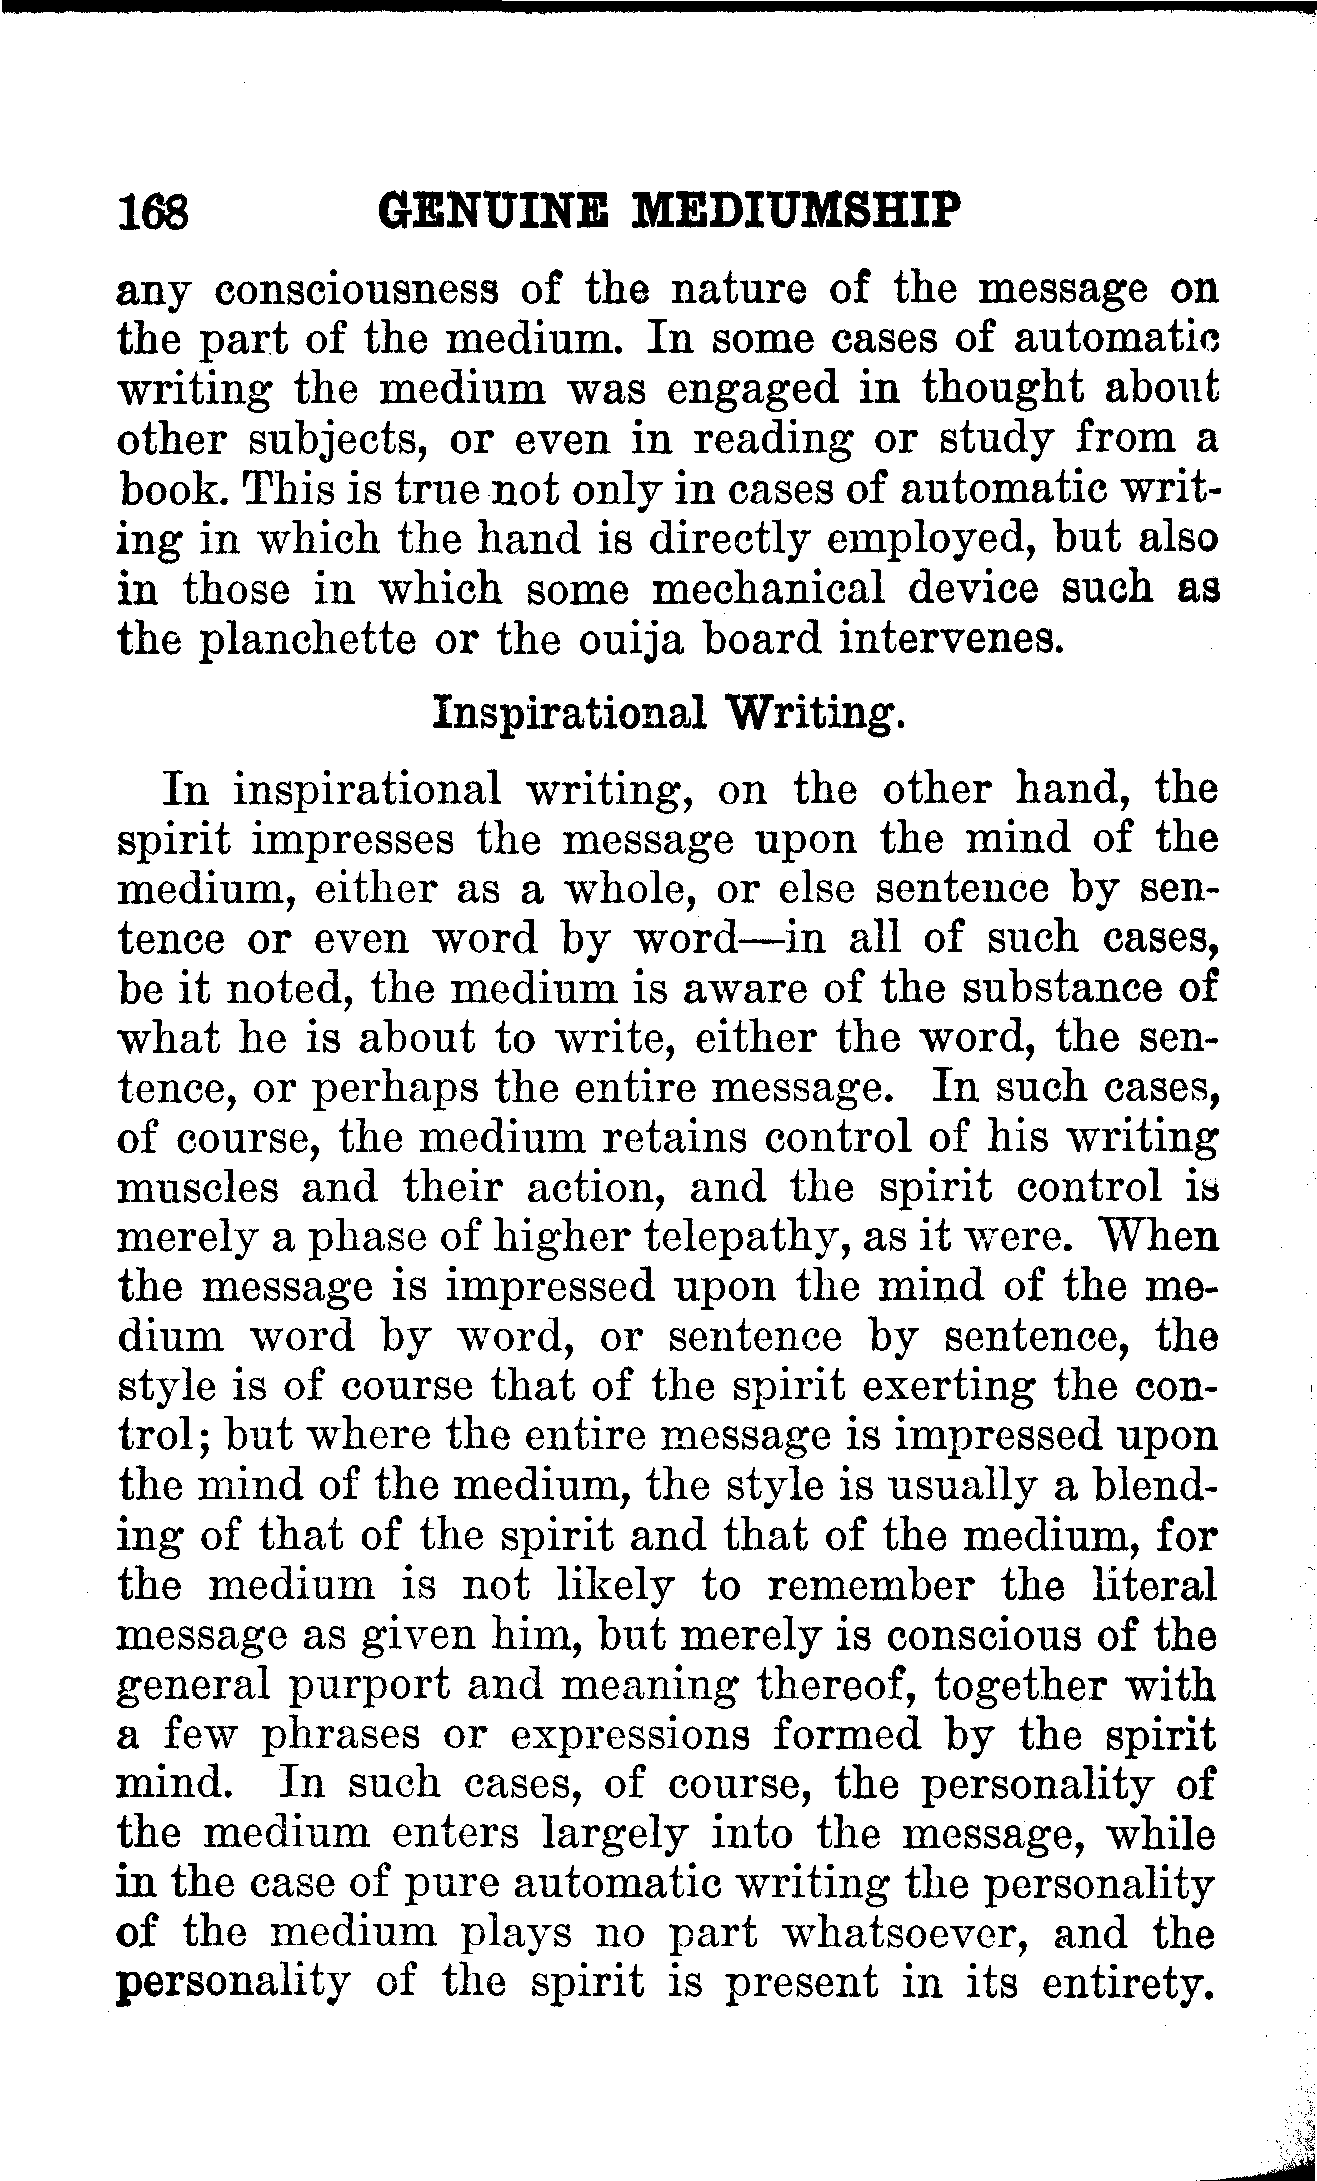 168 GENUINE MEDIUMSHIP
any consciousness of the nature of the message on
the part of the medium. In some cases of automatic
writing the medium was engaged in thought about
other subjects, or even in reading or study from a
book. This is true not only in cases of automatic writ-
ing in which the hand is directly employed, but also
in those in which some mechanical device such as
the planchette or the ouija board intervenes.
Inspirational Writing.
In inspirational writing, on the other hand, the
spirit impresses the message upon the mind of the
medium, either as a whole, or else sentence by sen-
tence or even word by word—in all of such cases,
be it noted, the medium is aware of the substance of
what he is about to write, either the word, the sen-
tence, or perhaps the entire message. In such cases,
of course, the medium retains control of his writing
muscles and their action, and the spirit control is
merely a phase of higher telepathy, as it were. When
the message is impressed upon the mind of the me-
dium word by word, or sentence by sentence, the
style is of course that of the spirit exerting the con-
trol; but where the entire message is impressed upon
the mind of the medium, the style is usually a blend-
ing of that of the spirit and that of the medium, for
the medium is not likely to remember the literal
message as given him, but merely is conscious of the
general purport and meaning thereof, together with
a few phrases or expressions formed by the spirit
mind. In such cases, of course, the personality of
the medium enters largely into the message, while
in the case of pure automatic writing the personality
of the medium plays no part whatsoever, and the
personality of the spirit is present in its entirety.